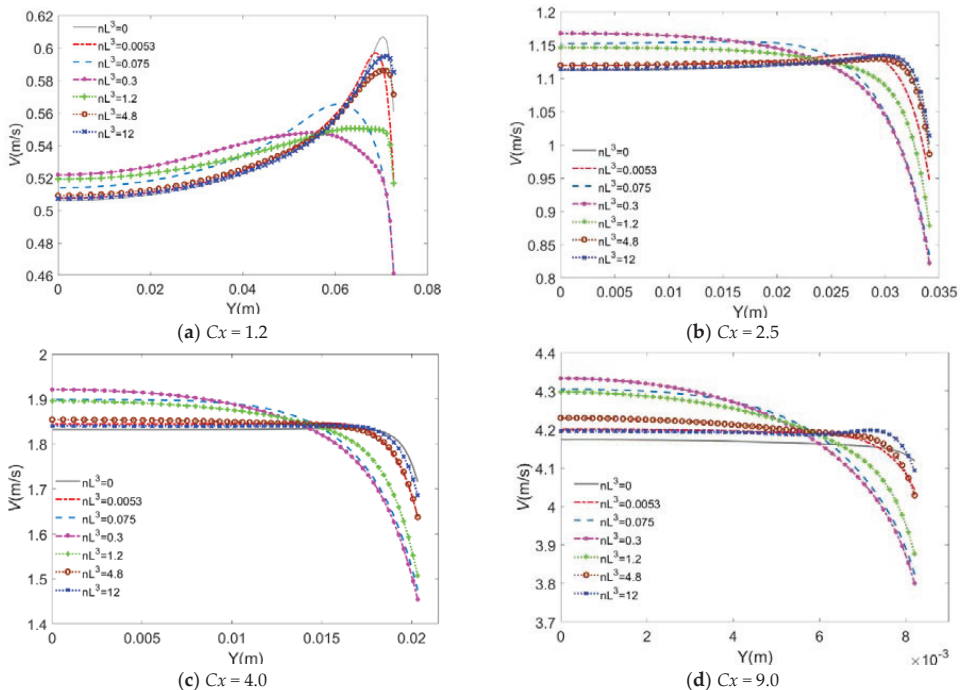 0.62
0.6
0.58
0.56
0.54
0.52
0.5
0.48
0.46
V(m/s)
nL³=0
nL³=0.0053
nL³=0.075
nL³=0.3
nL³=1.2
nL³=4.8
nL³=12
0 0.02 0.04 0.06 0.08
Y(m)
(a) Cx = 1.2
1.2
1.15
1.1
1.05
1
0.95
0.9
0.85
0.8
V(m/s)
nL³=0
nL³=0.0053
nL³=0.075
nL³=0.3
nL³=1.2
nL³=4.8
nL³=12
0 0.005 0.01 0.015 0.02 0.025 0.03 0.035
Y(m)
(b) Cx = 2.5
2
1.9
1.8
1.7
1.6
1.5
1.4
V(m/s)
nL³=0
nL³=0.0053
nL³=0.075
nL³=0.3
nL³=1.2
nL³=4.8
nL³=12
0 0.005 0.01 0.015 0.02
Y(m)
(c) Cx = 4.0
4.4
4.3
4.2
4.1
4
3.9
3.8
3.7
V(m/s)
nL³=0
nL³=0.0053
nL³=0.075
nL³=0.3
nL³=1.2
nL³=4.8
nL³=12
0 2 4 6 8
Y(m)
×10⁻³
(d) Cx = 9.0